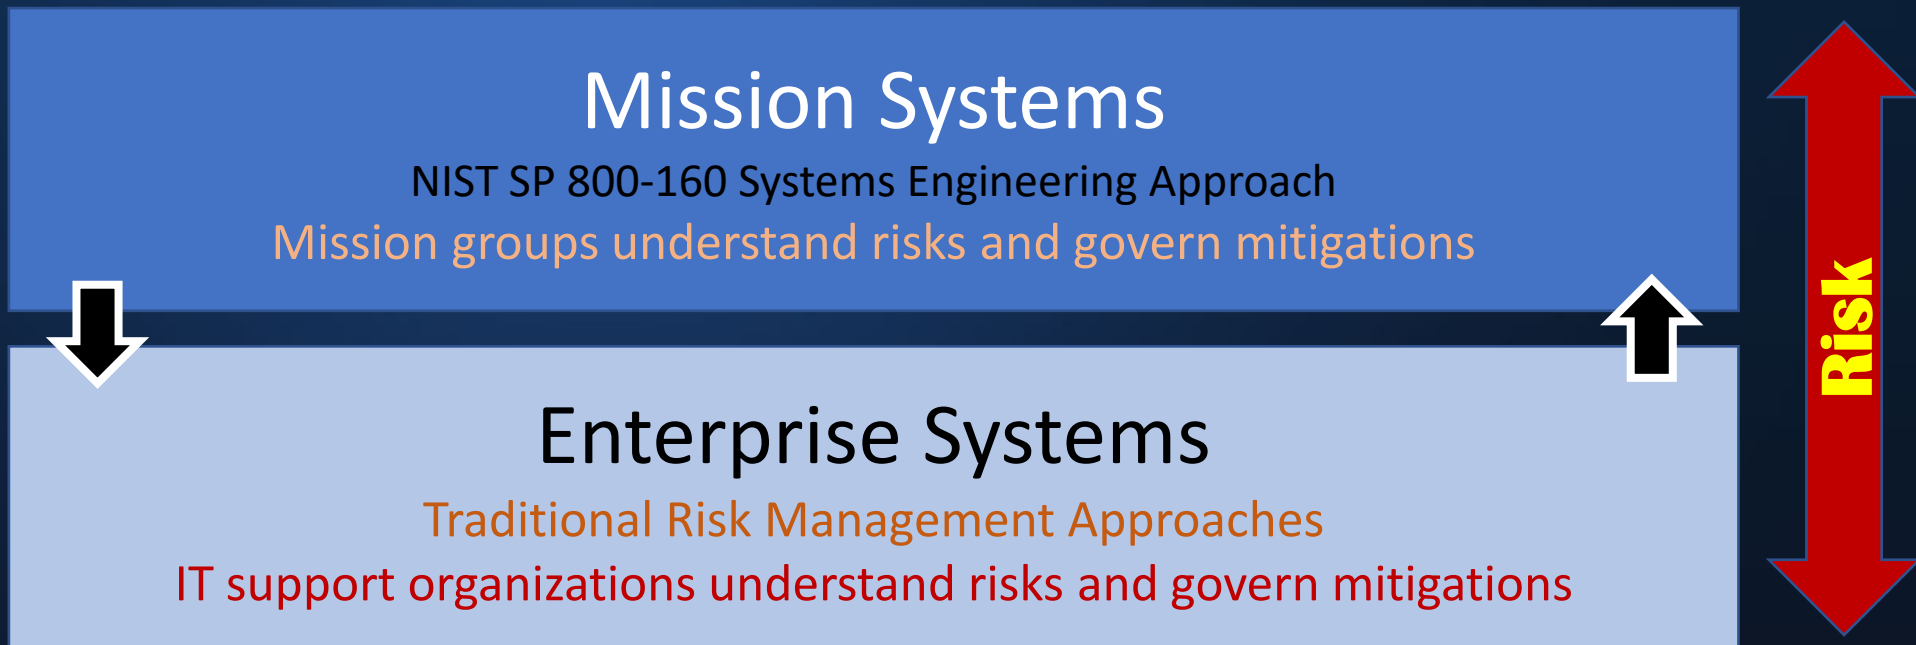 Mission Systems
NIST SP 800-160 Systems Engineering Approach
Mission groups understand risks and govern mitigations
Enterprise Systems
Traditional Risk Management Approaches
IT support organizations understand risks and govern mitigations
Risk